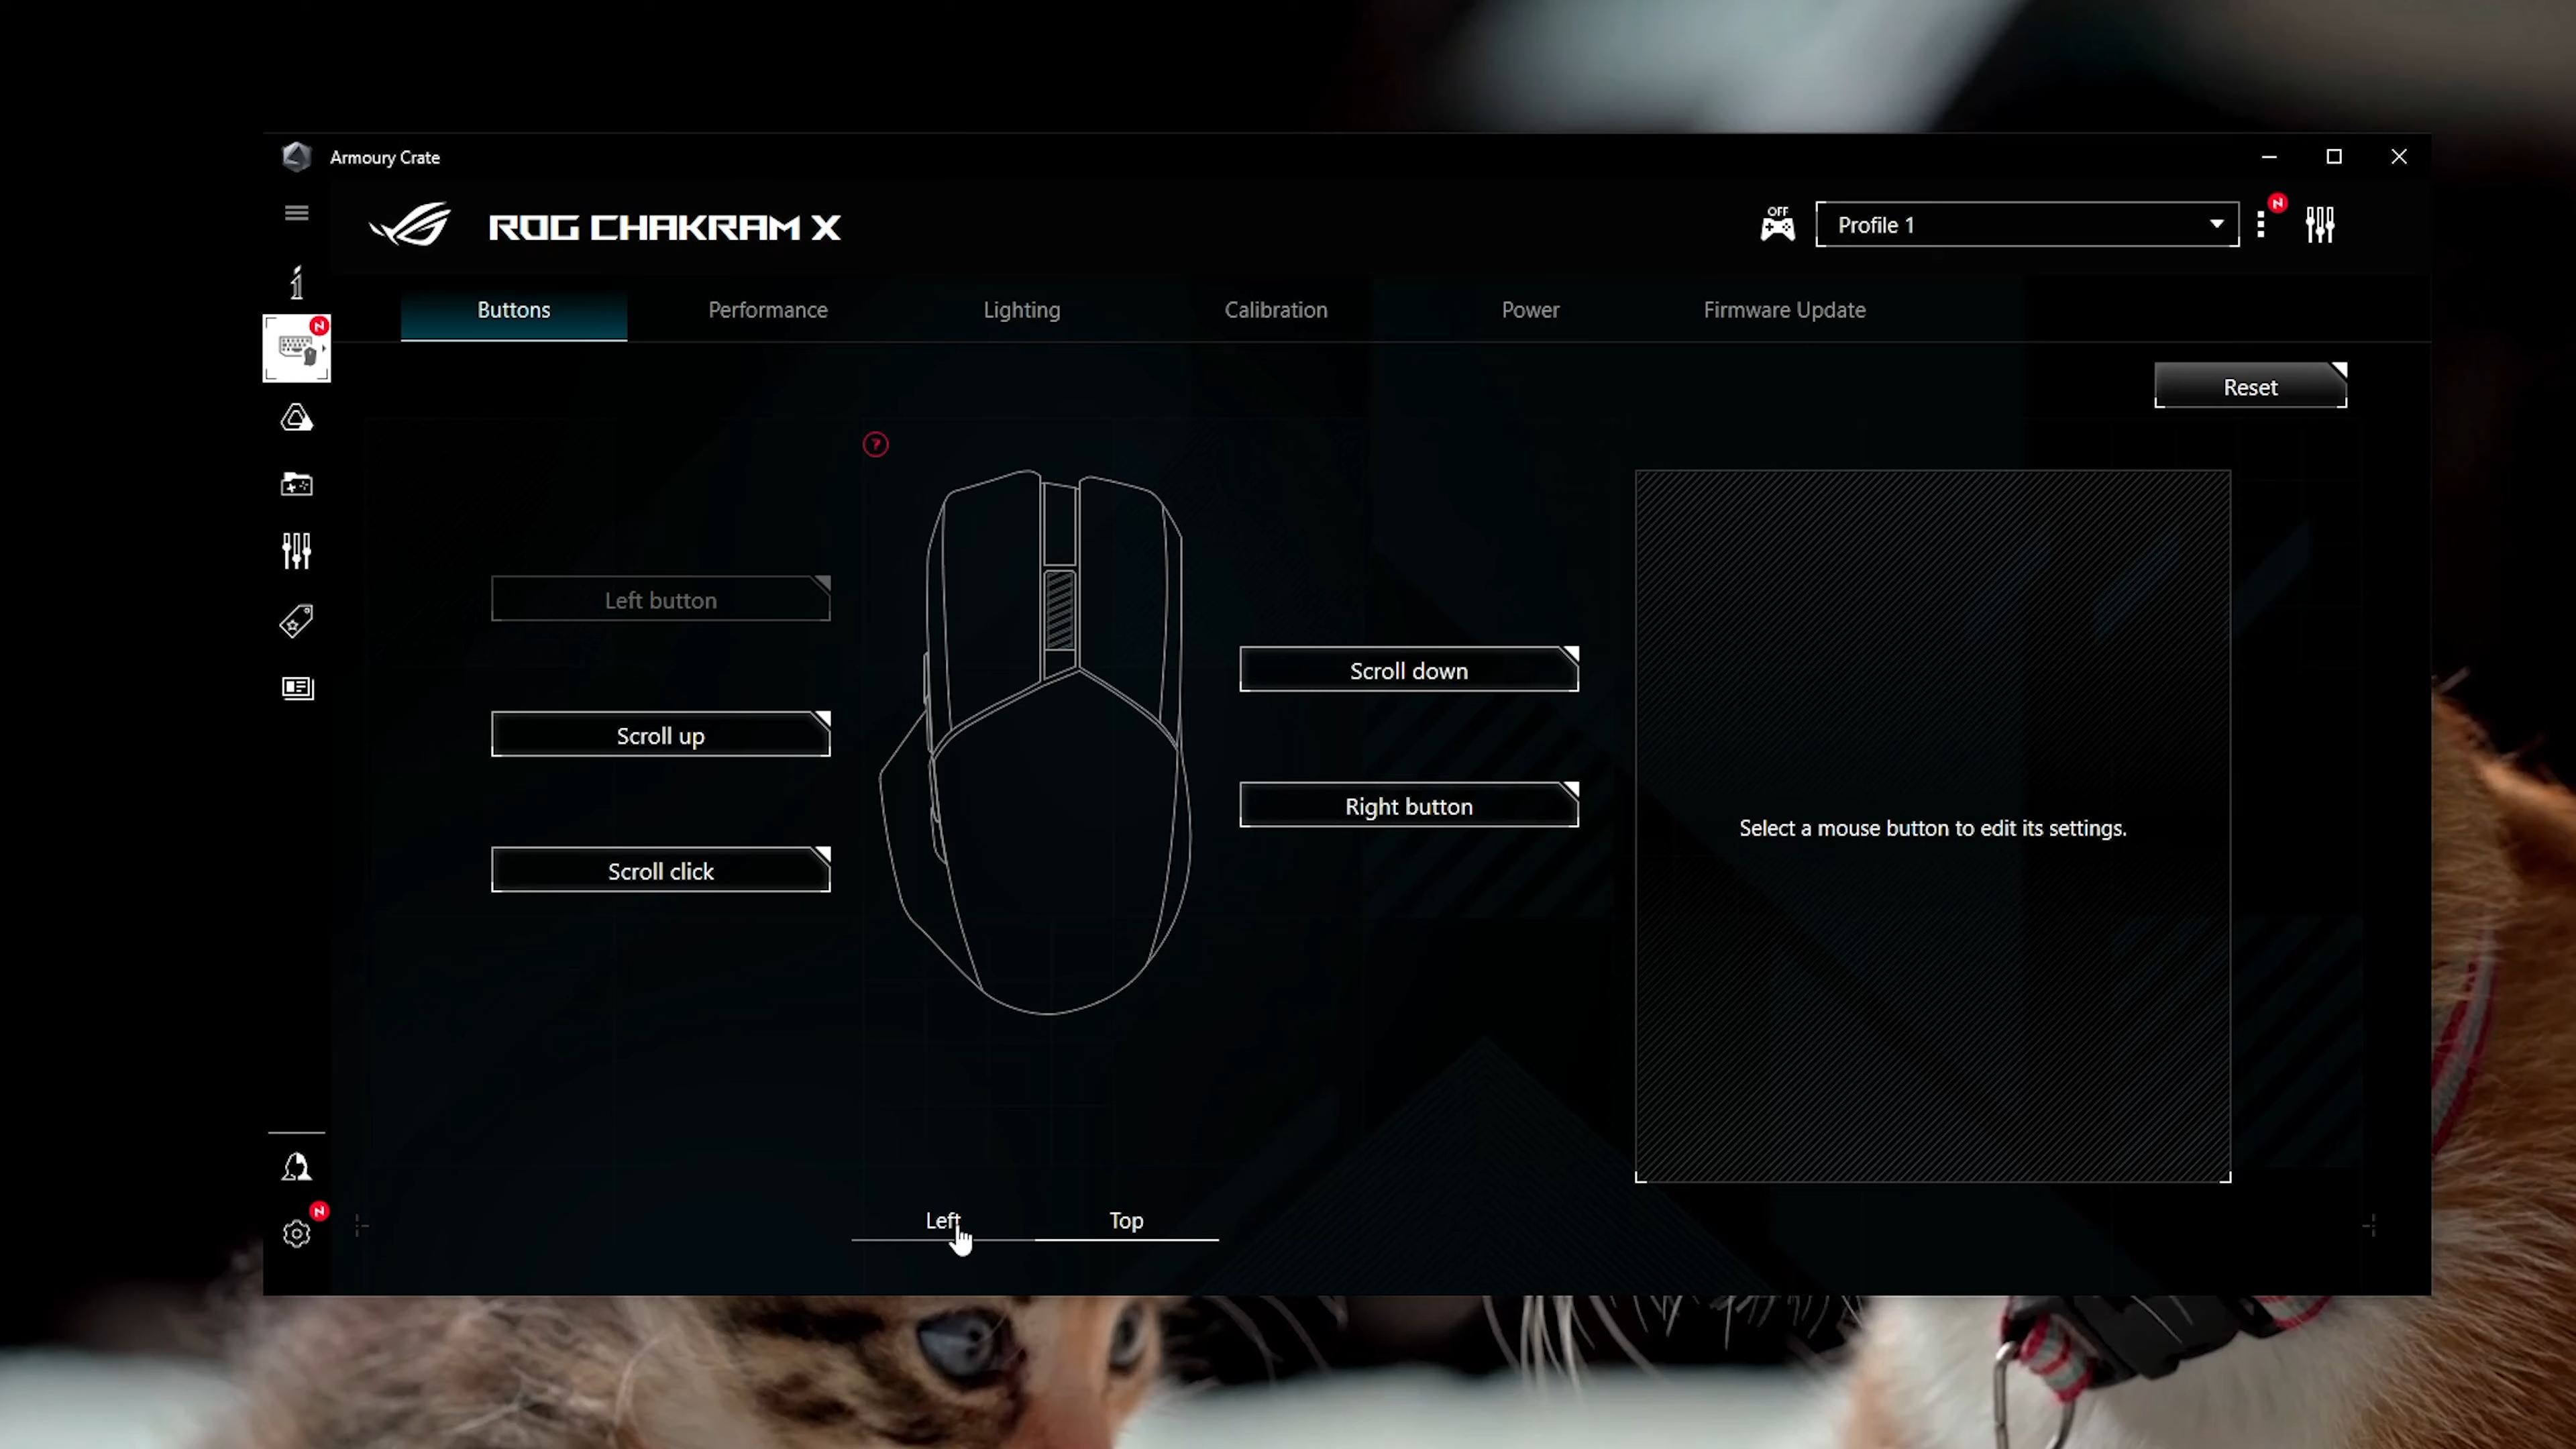 Armoury Crate
ROG CHAKRAM X
OFF
Profile 1
N
Buttons
Performance
Lighting
Calibration
Power
Firmware Update
N
Reset
?
Left button
Scroll up
Scroll click
Scroll down
Right button
Select a mouse button to edit its settings.
Left
Top
N